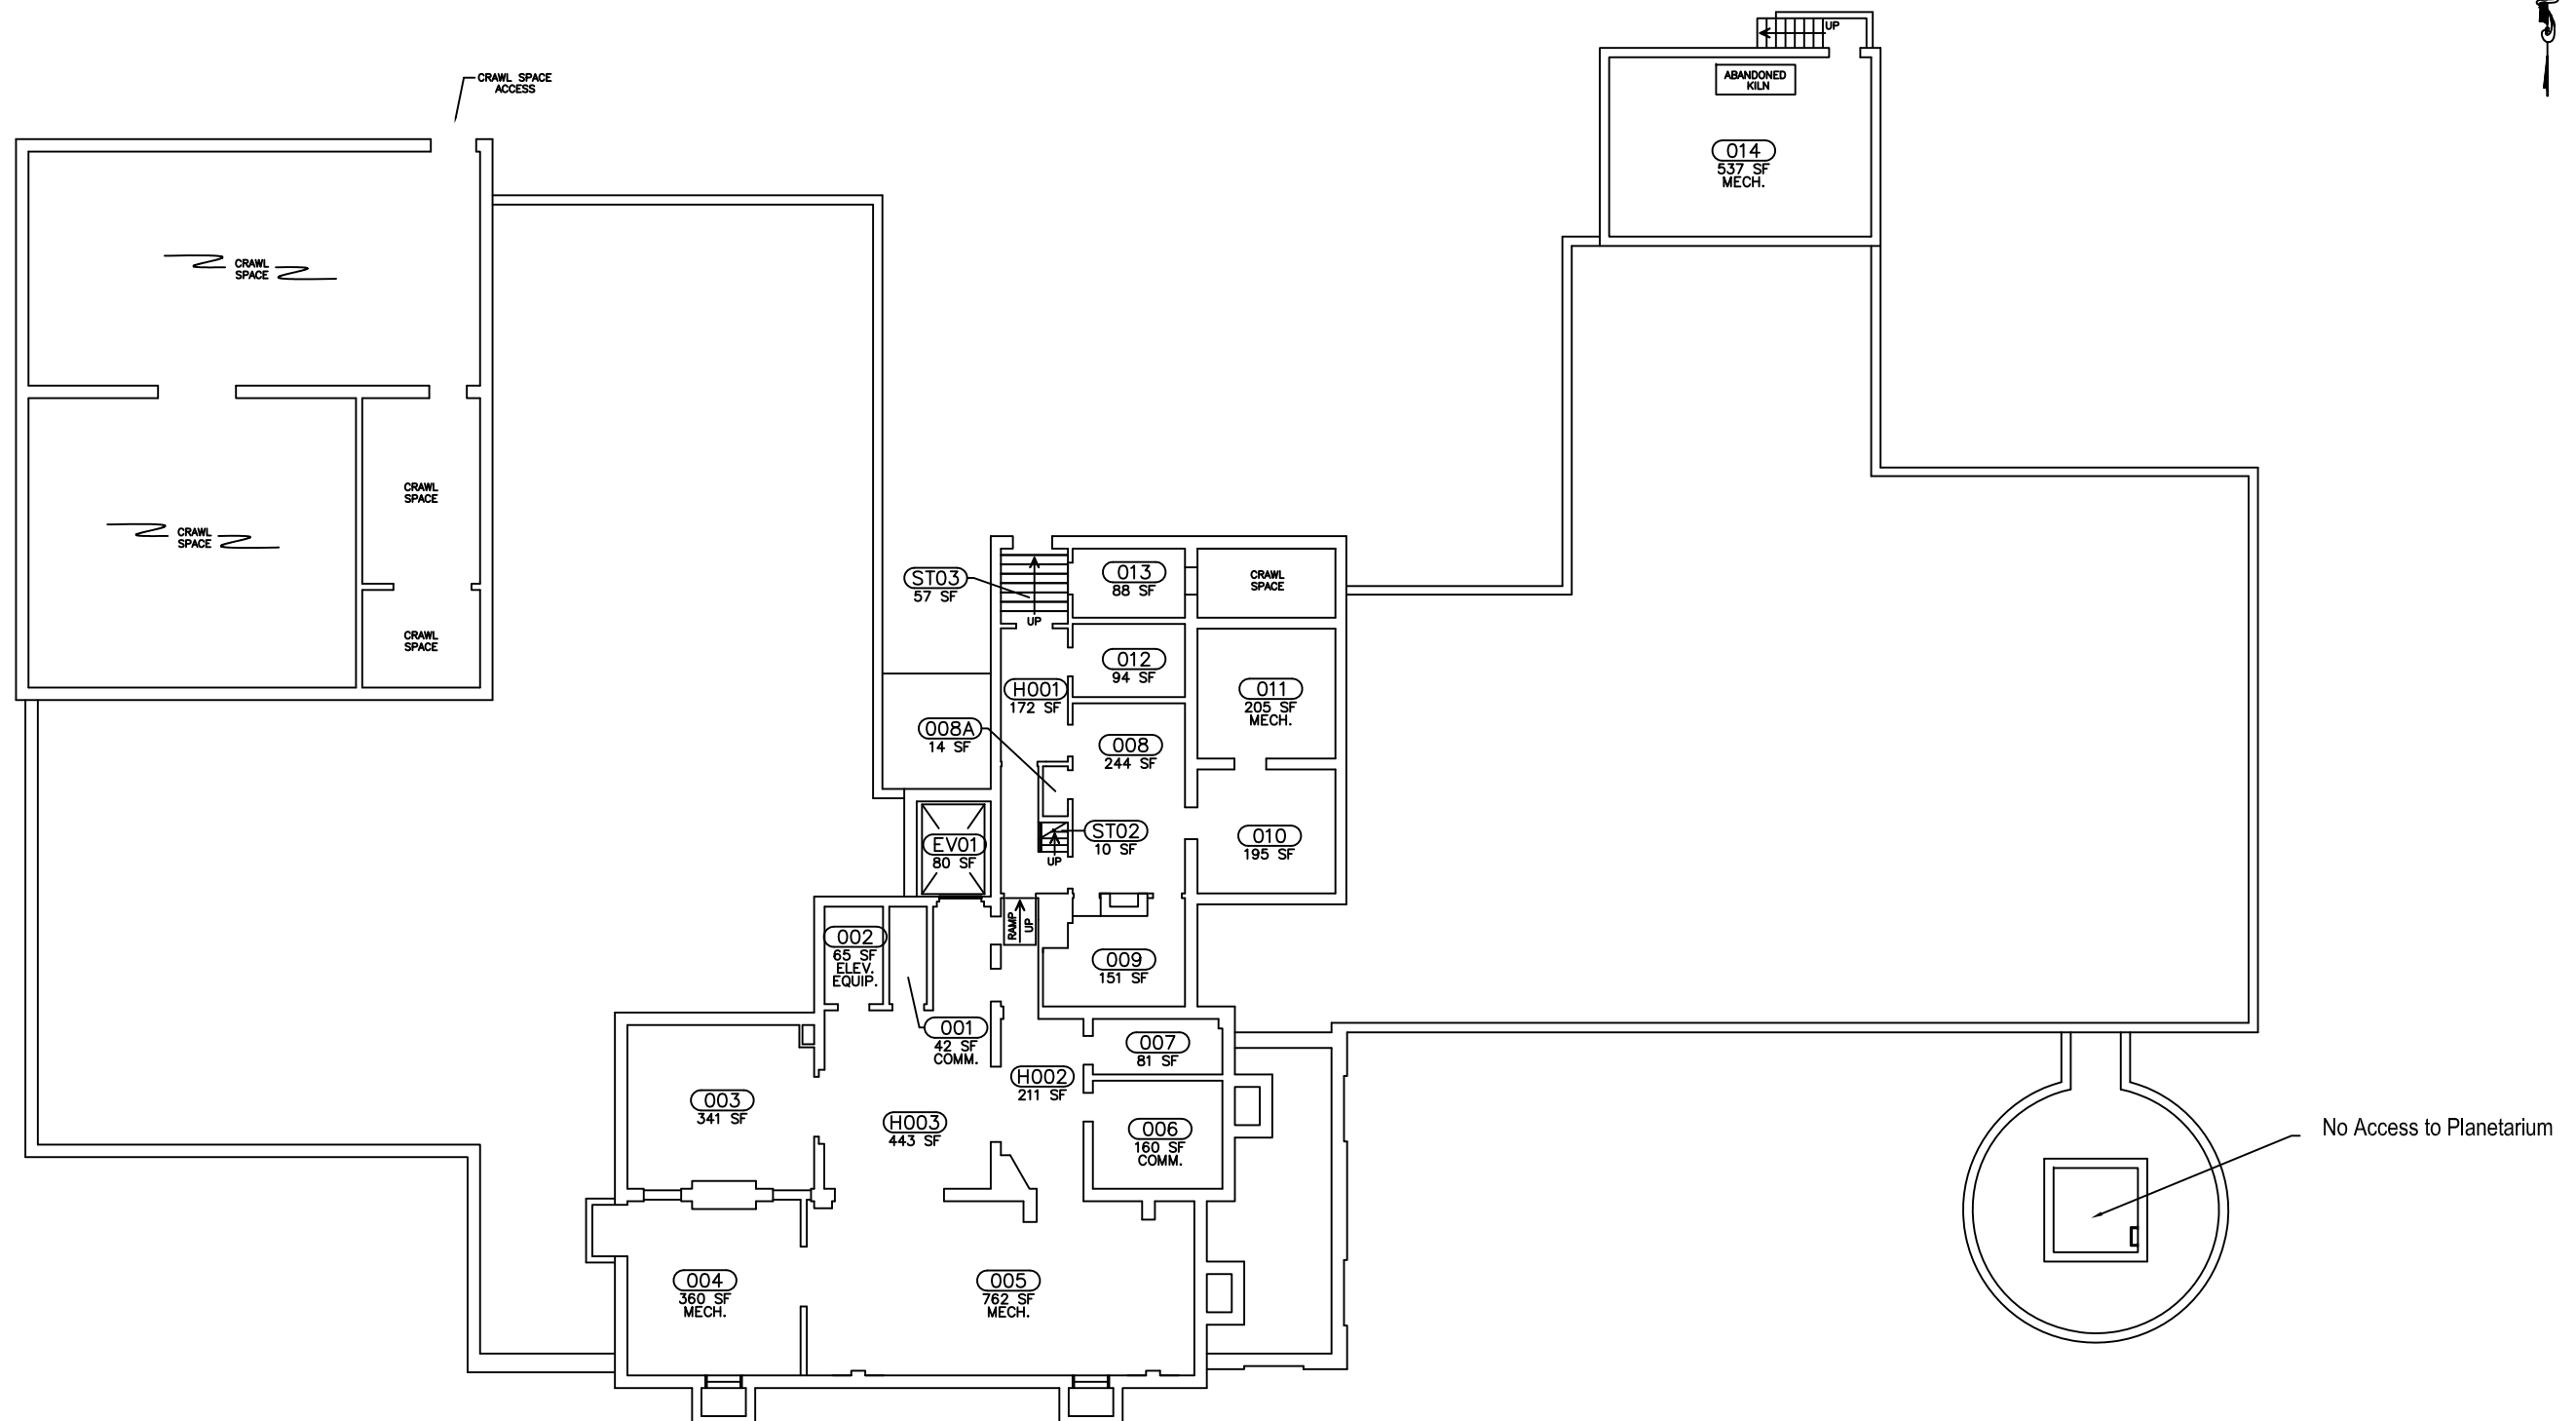 UP
CRAWL SPACE
ACCESS
ABANDONED
KILN
014
537 SF
MECH.
CRAWL
SPACE
CRAWL
SPACE
CRAWL
SPACE
CRAWL
SPACE
ST03
57 SF
UP
013
88 SF
CRAWL
SPACE
012
94 SF
H001
172 SF
011
205 SF
MECH.
008A
14 SF
008
244 SF
EV01
80 SF
ST02
10 SF
UP
010
195 SF
RAMP
UP
002
65 SF
ELEV.
EQUIP.
009
151 SF
001
42 SF
COMM.
007
81 SF
H002
211 SF
003
341 SF
H003
443 SF
006
160 SF
COMM.
No Access to Planetarium
004
360 SF
MECH.
005
762 SF
MECH.